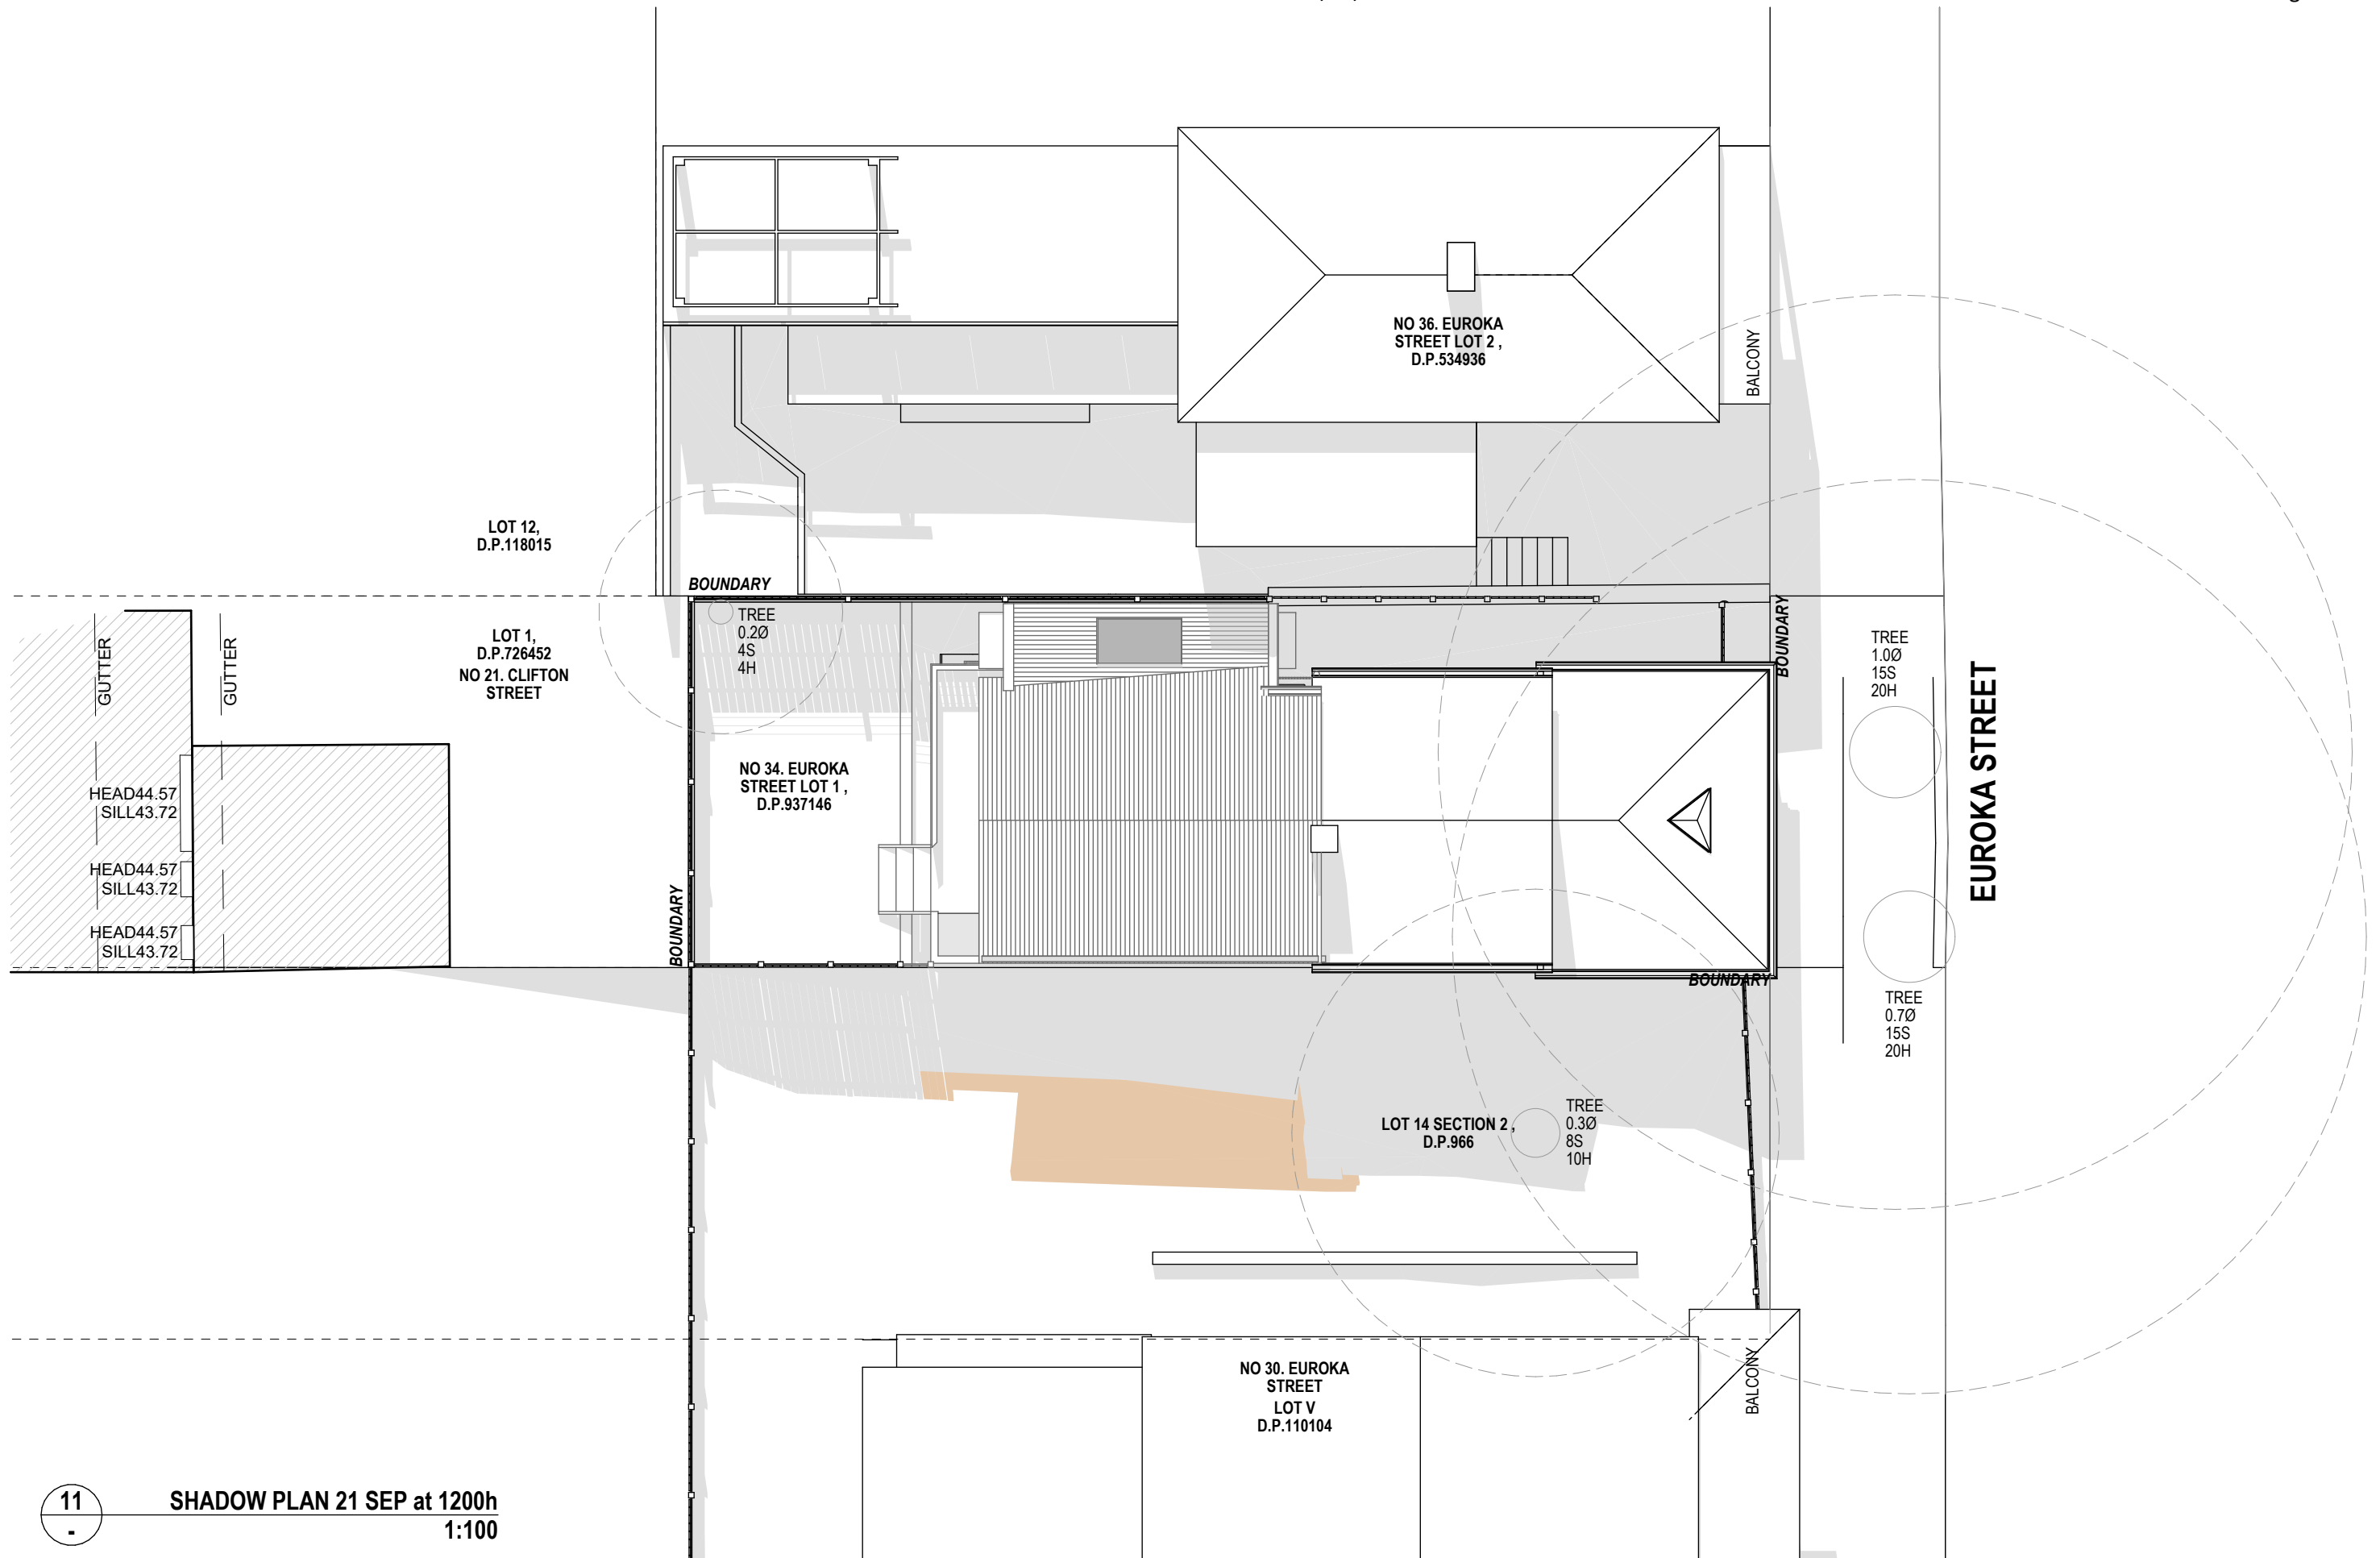 NO 36. EUROKA
STREET LOT 2 ,
D.P.534936
BALCONY
LOT 12,
D.P.118015
BOUNDARY
TREE
0.2Ø
4S
4H
LOT 1,
D.P.726452
NO 21. CLIFTON
STREET
GUTTER
GUTTER
BOUNDARY
TREE
1.0Ø
15S
20H
EUROKA STREET
HEAD44.57
SILL43.72
HEAD44.57
SILL43.72
HEAD44.57
SILL43.72
NO 34. EUROKA
STREET LOT 1 ,
D.P.937146
BOUNDARY
BOUNDARY
TREE
0.7Ø
15S
20H
LOT 14 SECTION 2 ,
D.P.966
TREE
0.3Ø
8S
10H
NO 30. EUROKA
STREET
LOT V
D.P.110104
BALCONY
11
-
SHADOW PLAN 21 SEP at 1200h
1:100